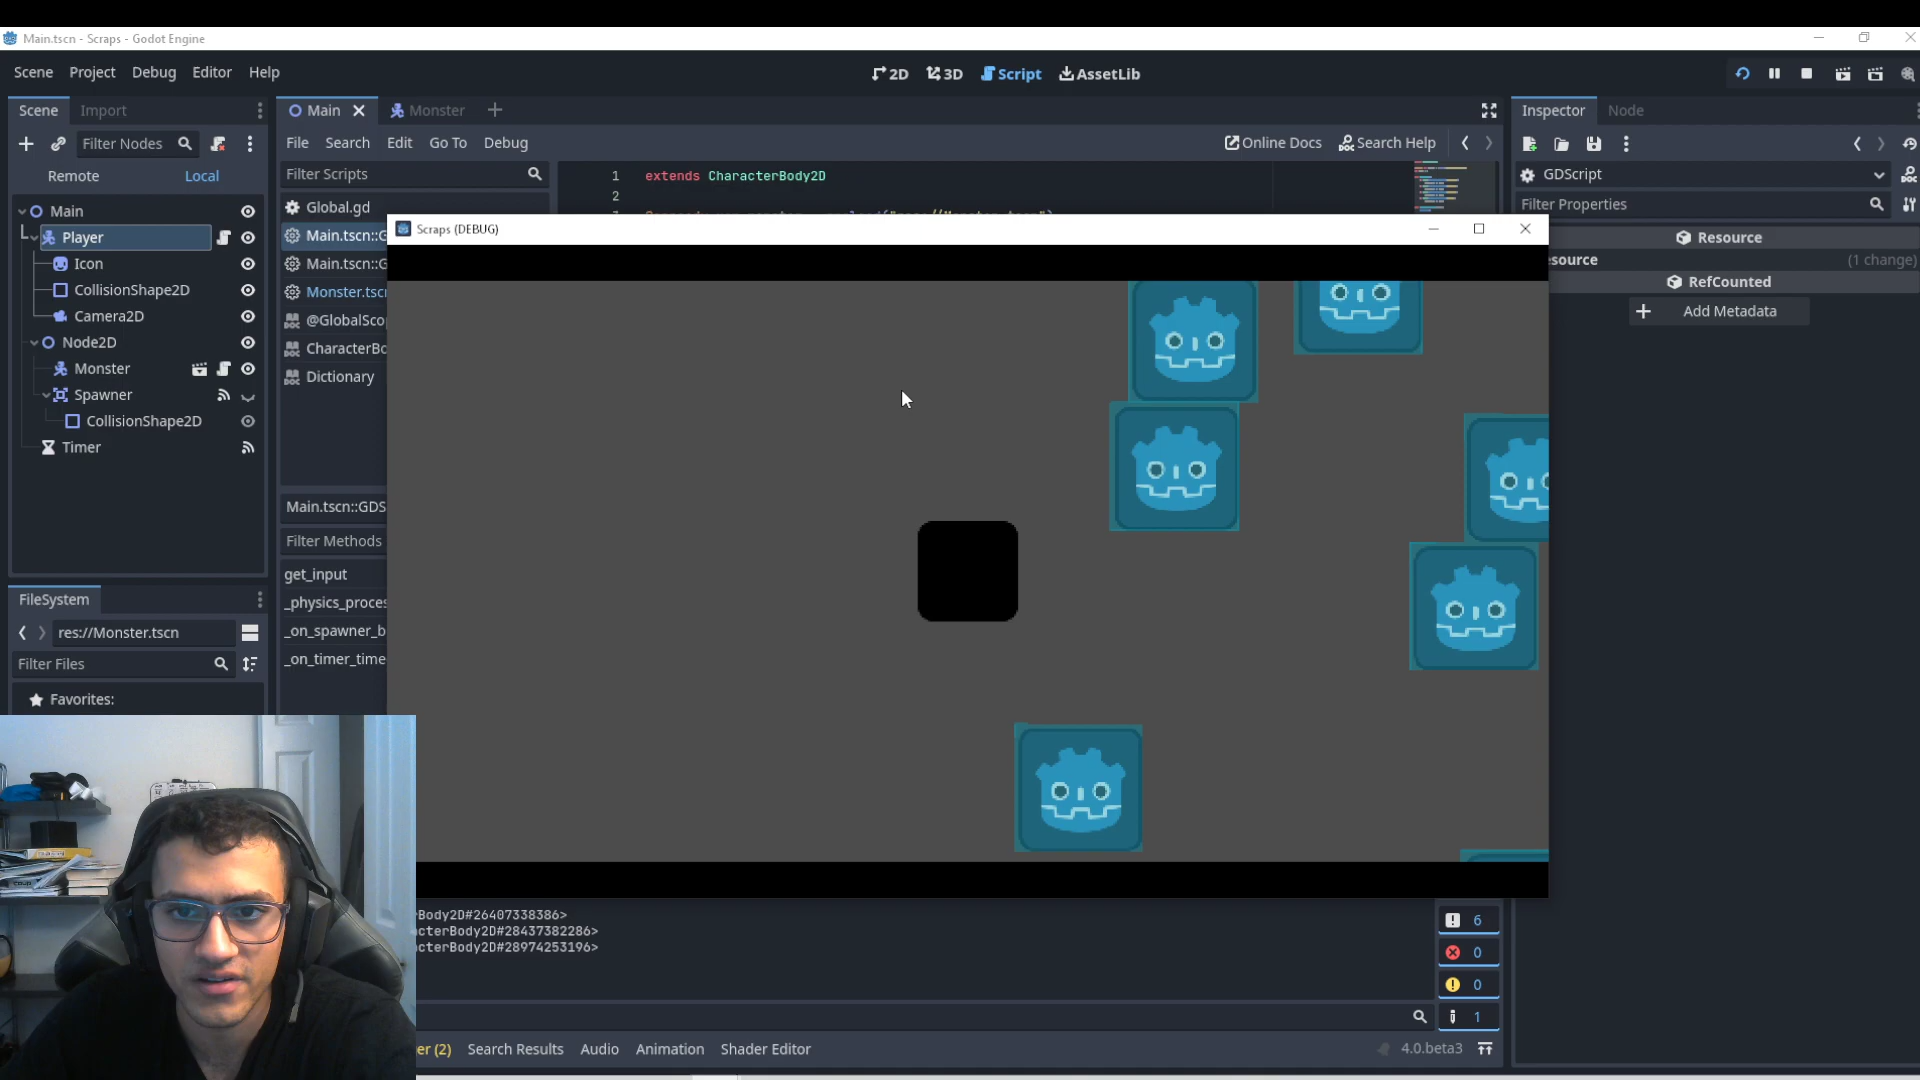 Main.tscn - Scraps - Godot Engine
Scene Project Debug Editor Help
2D 3D Script AssetLib
Scene Import
Main Monster
Inspector Node
Filter Nodes
File Search Edit Go To Debug
Online Docs Search Help
Remote Local
Filter Scripts
1 extends CharacterBody2D
2
GDScript
Filter Properties
Main
Player
Icon
CollisionShape2D
Camera2D
Node2D
Monster
Spawner
CollisionShape2D
Timer
Global.gd
Main.tscn::G
Main.tscn::G
Monster.tscn
@GlobalSco
CharacterBo
Dictionary
Main.tscn::GDS
Filter Methods
get_input
_physics_proces
_on_spawner_b
_on_timer_time
Scraps (DEBUG)
Resource
esource (1 change)
RefCounted
Add Metadata
FileSystem
res://Monster.tscn
Filter Files
Favorites:
rBody2D#26407338386>
cterBody2D#28437382286>
cterBody2D#28974253196>
6
0
0
1
er (2) Search Results Audio Animation Shader Editor
4.0.beta3